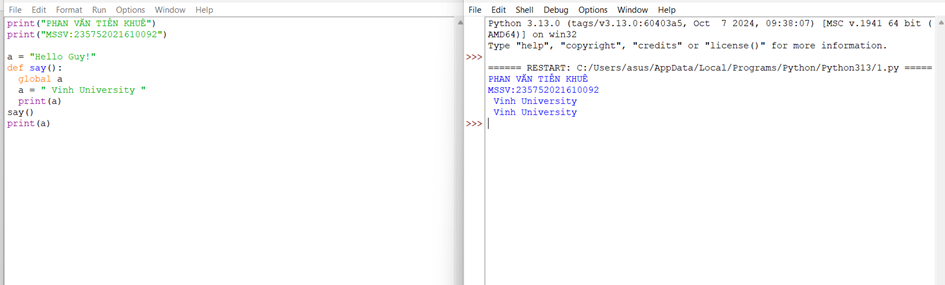 File Edit Format Run Options Window Help
print("PHAN VĂN TIẾN KHUÊ")
print("MSSV:235752021610092")
a = "Hello Guy!"
def say():
  global a
  a = " Vinh University "
  print(a)
say()
print(a)
File Edit Shell Debug Options Window Help
Python 3.13.0 (tags/v3.13.0:60403a5, Oct  7 2024, 09:38:07) [MSC v.1941 64 bit (
AMD64)] on win32
Type "help", "copyright", "credits" or "license()" for more information.
>>>
====== RESTART: C:/Users/asus/AppData/Local/Programs/Python/Python313/1.py =====
PHAN VĂN TIẾN KHUÊ
MSSV:235752021610092
 Vinh University
 Vinh University
>>>